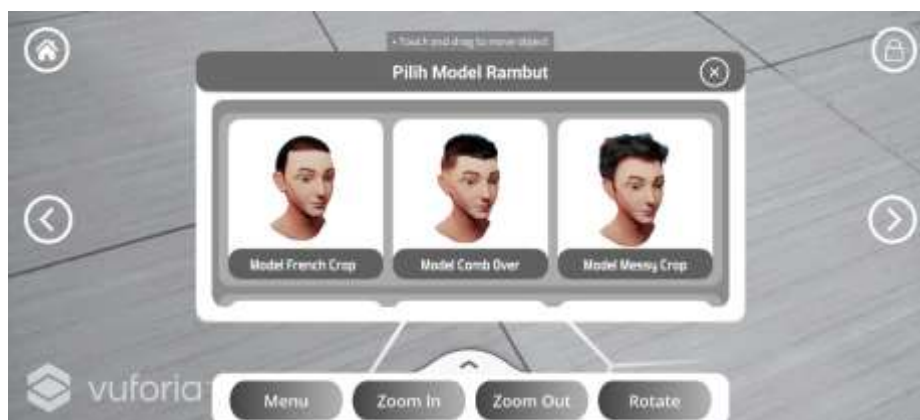 • Touch and drag to move object
Pilih Model Rambut
Model French Crop
Model Comb Over
Model Messy Crop
vuforia
Menu
Zoom In
Zoom Out
Rotate